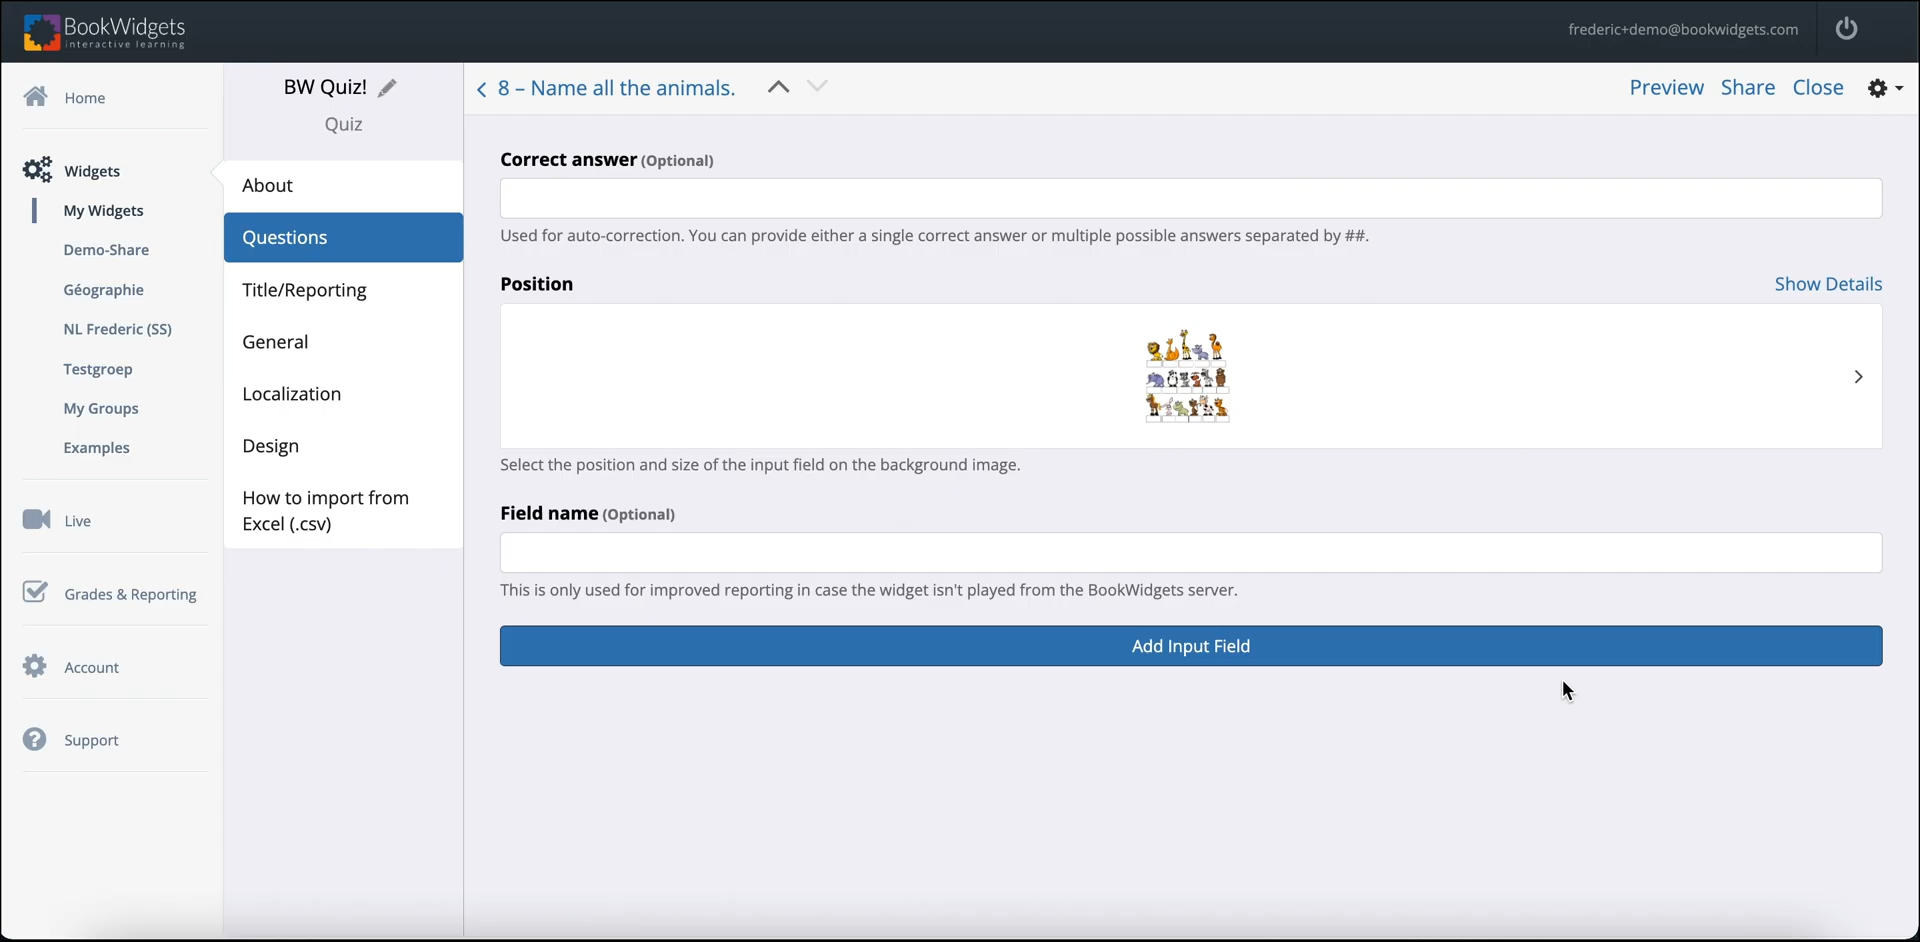 BookWidgets
interactive learning
frederic+demo@bookwidgets.com
Home
Widgets
My Widgets
Demo-Share
Géographie
NL Frederic (SS)
Testgroep
My Groups
Examples
Live
Grades & Reporting
Account
Support
BW Quiz!
Quiz
About
Questions
Title/Reporting
General
Localization
Design
How to import from
Excel (.csv)
8 – Name all the animals.
Preview Share Close
Correct answer (Optional)
Used for auto-correction. You can provide either a single correct answer or multiple possible answers separated by ##.
Position
Show Details
Select the position and size of the input field on the background image.
Field name (Optional)
This is only used for improved reporting in case the widget isn't played from the BookWidgets server.
Add Input Field